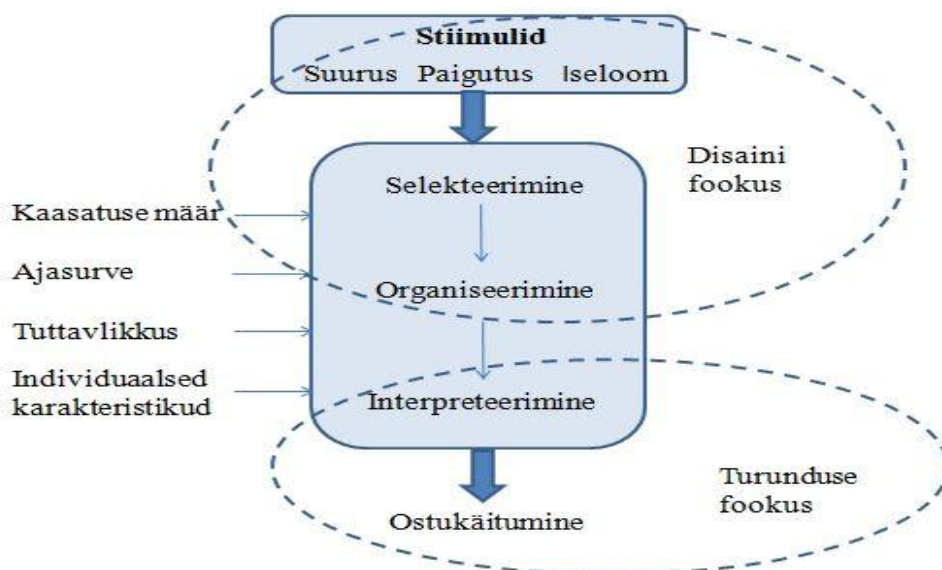 Stiimulid
Suurus Paigutus Iseloom
Disaini
fookus
Selekteerimine
Kaasatuse määr
Ajasurve
Organiseerimine
Tuttavlikkus
Individuaalsed
karakteristikud
Interpreteerimine
Turunduse
fookus
Ostukäitumine